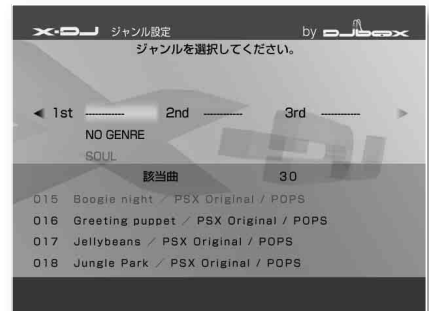 X-DJ ジャンル設定 by DJbox
ジャンルを選択してください。
1st ------------ 2nd ------------ 3rd ------------
NO GENRE
SOUL
該当曲 30
015 Boogie night / PSX Original / POPS
016 Greeting puppet / PSX Original / POPS
017 Jellybeans / PSX Original / POPS
018 Jungle Park / PSX Original / POPS